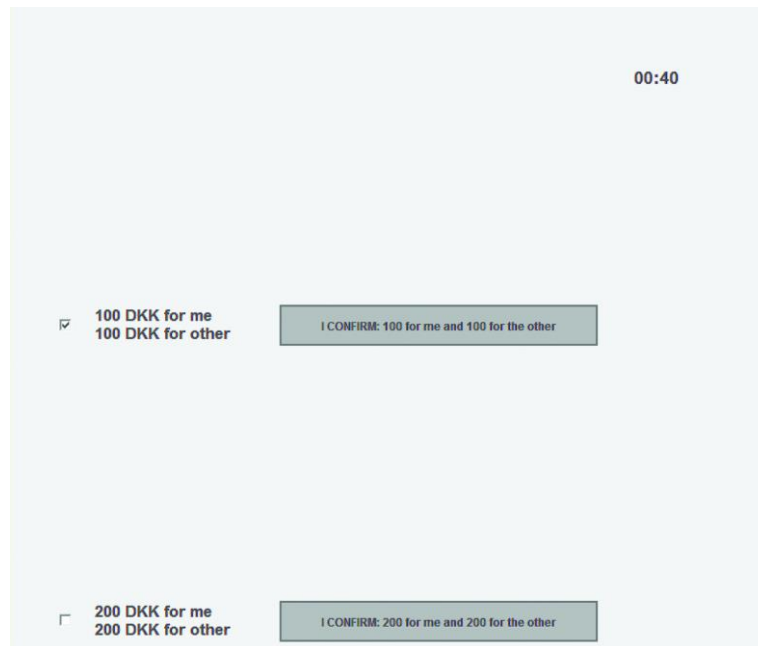 00:40
100 DKK for me
100 DKK for other
I CONFIRM: 100 for me and 100 for the other
200 DKK for me
200 DKK for other
I CONFIRM: 200 for me and 200 for the other